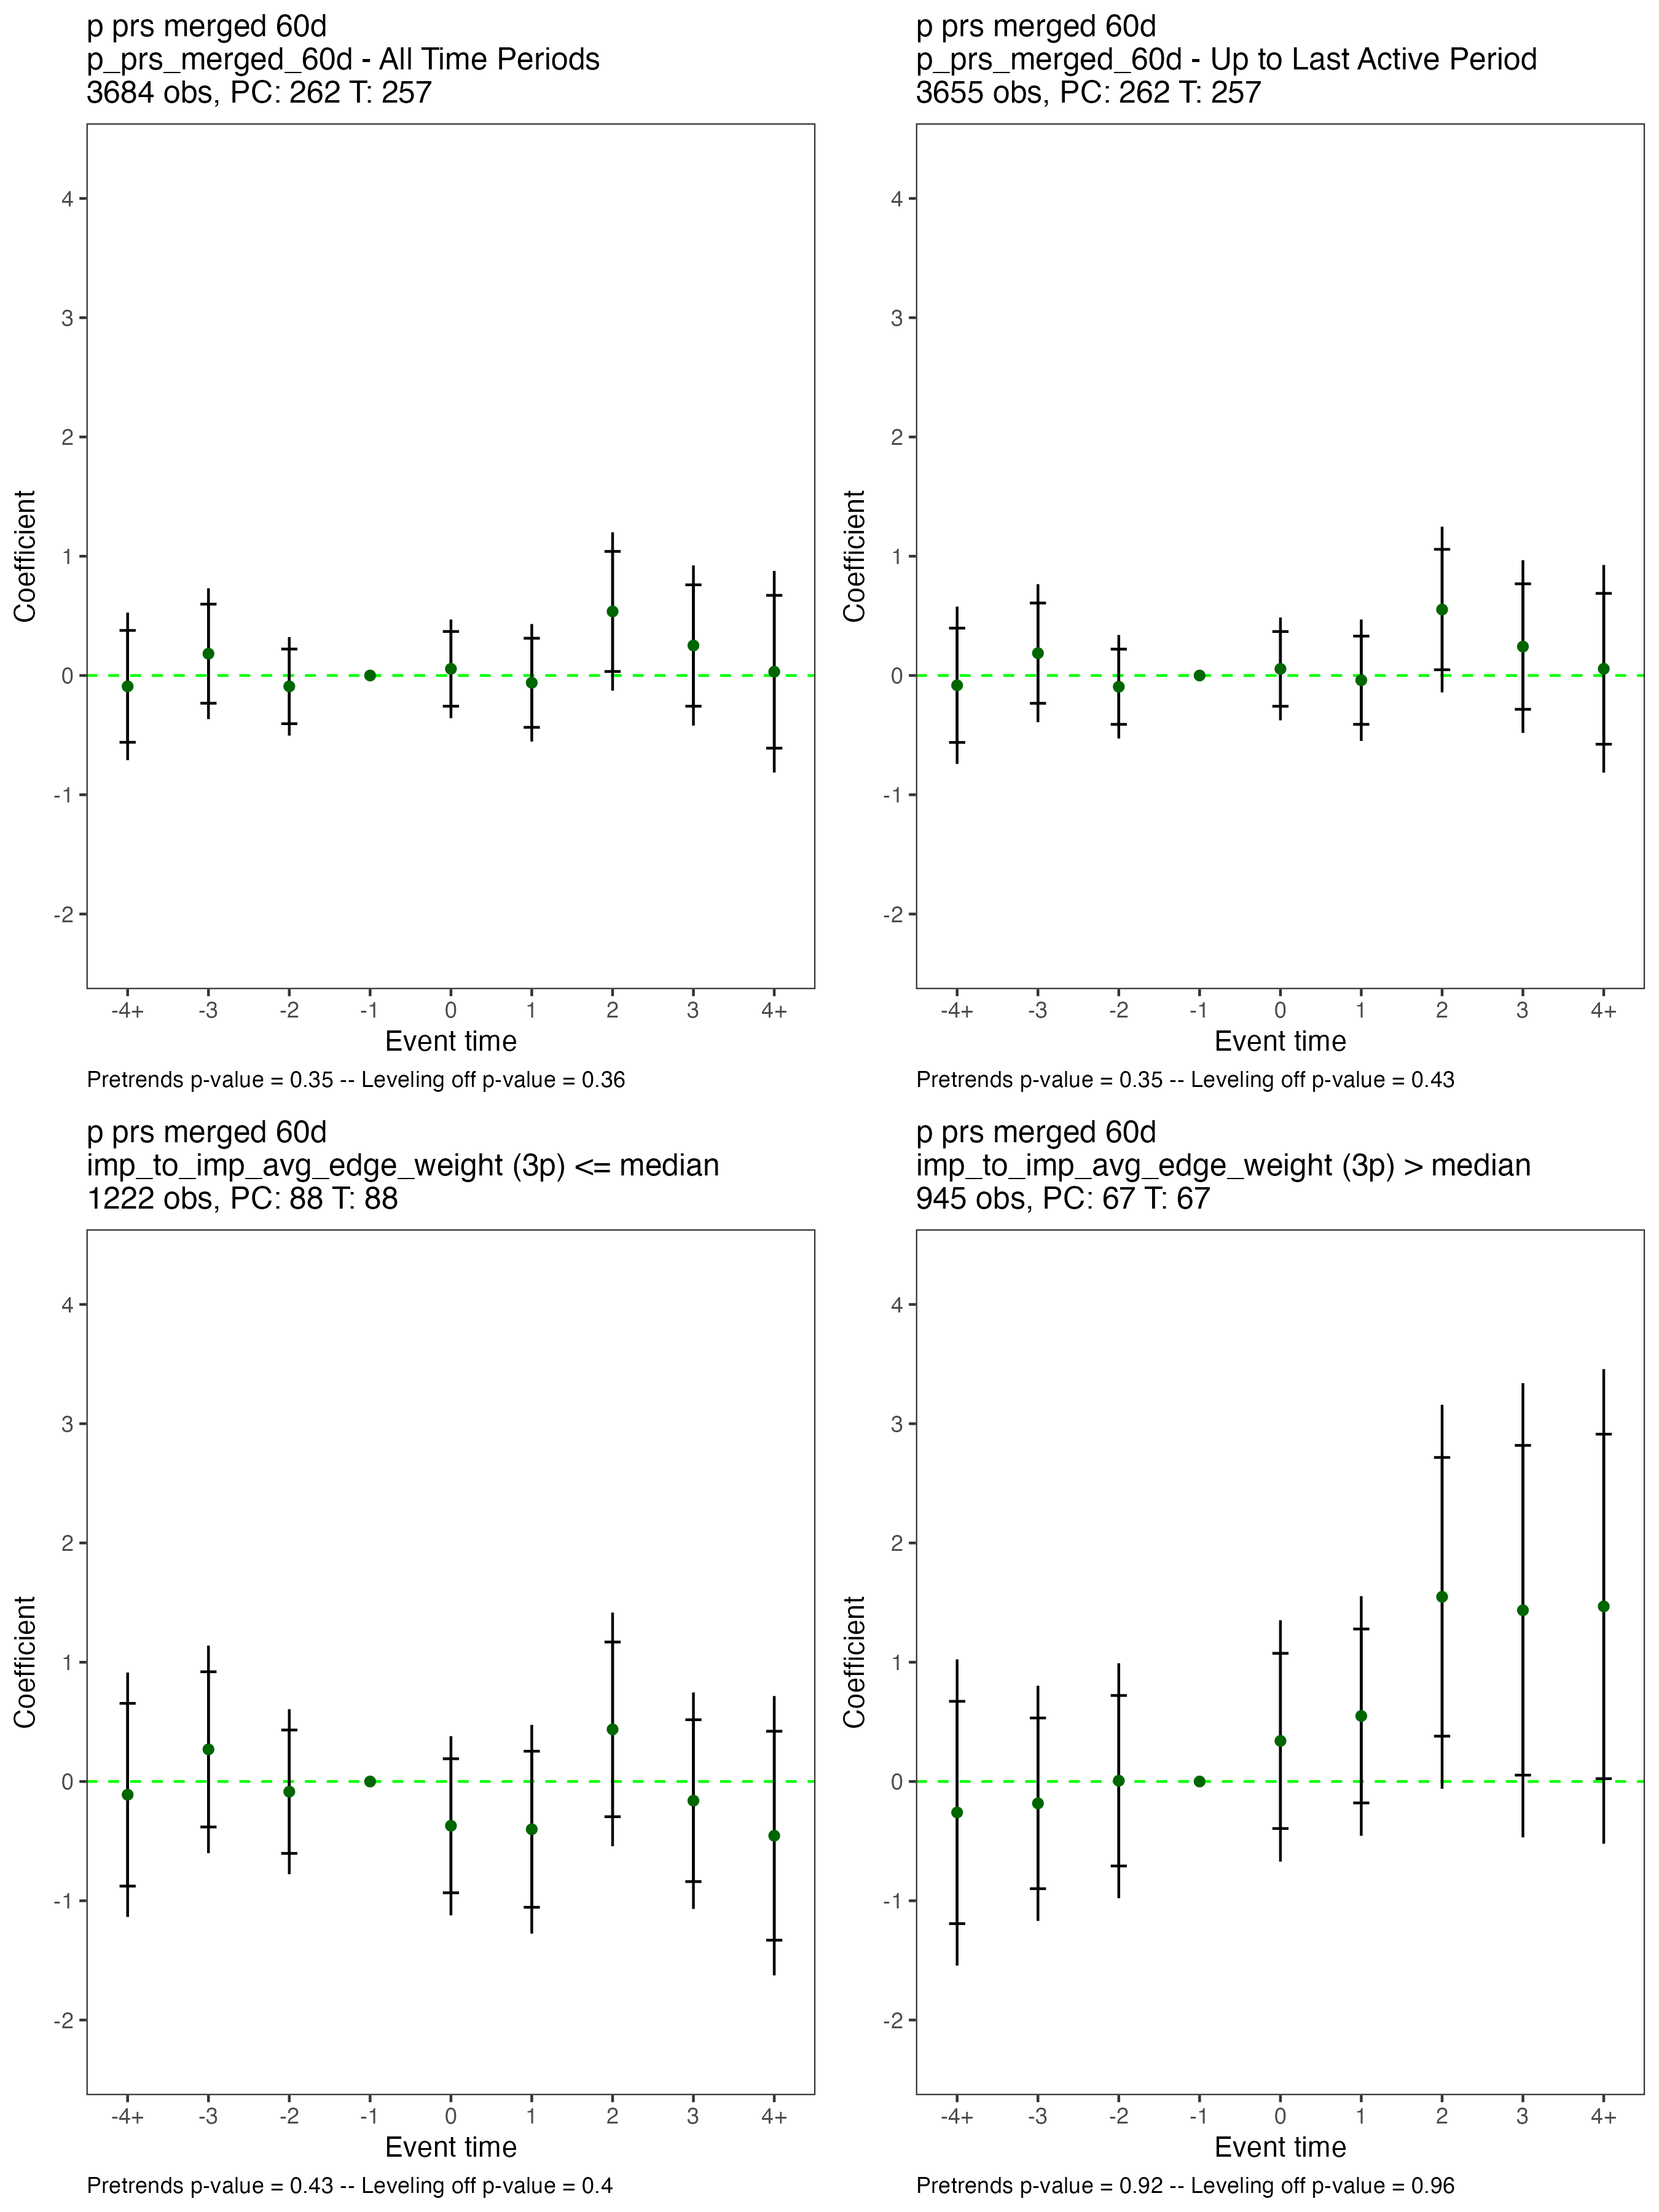 p prs merged 60d
p_prs_merged_60d - All Time Periods
3684 obs, PC: 262 T: 257
Coefficient
4
3
2
1
0
-1
-2
-4+ -3 -2 -1 0 1 2 3 4+
Event time
Pretrends p-value = 0.35 -- Leveling off p-value = 0.36
p prs merged 60d
p_prs_merged_60d - Up to Last Active Period
3655 obs, PC: 262 T: 257
Coefficient
4
3
2
1
0
-1
-2
-4+ -3 -2 -1 0 1 2 3 4+
Event time
Pretrends p-value = 0.35 -- Leveling off p-value = 0.43
p prs merged 60d
imp_to_imp_avg_edge_weight (3p) <= median
1222 obs, PC: 88 T: 88
Coefficient
4
3
2
1
0
-1
-2
-4+ -3 -2 -1 0 1 2 3 4+
Event time
Pretrends p-value = 0.43 -- Leveling off p-value = 0.4
p prs merged 60d
imp_to_imp_avg_edge_weight (3p) > median
945 obs, PC: 67 T: 67
Coefficient
4
3
2
1
0
-1
-2
-4+ -3 -2 -1 0 1 2 3 4+
Event time
Pretrends p-value = 0.92 -- Leveling off p-value = 0.96